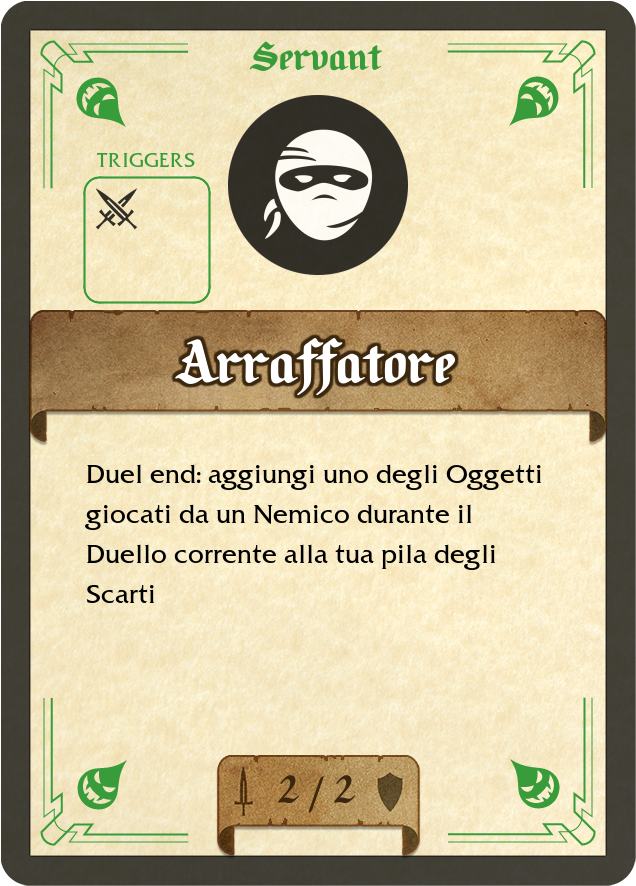 Servant
TRIGGERS
Arraffatore
Duel end: aggiungi uno degli Oggetti
giocati da un Nemico durante il
Duello corrente alla tua pila degli
Scarti
2 / 2